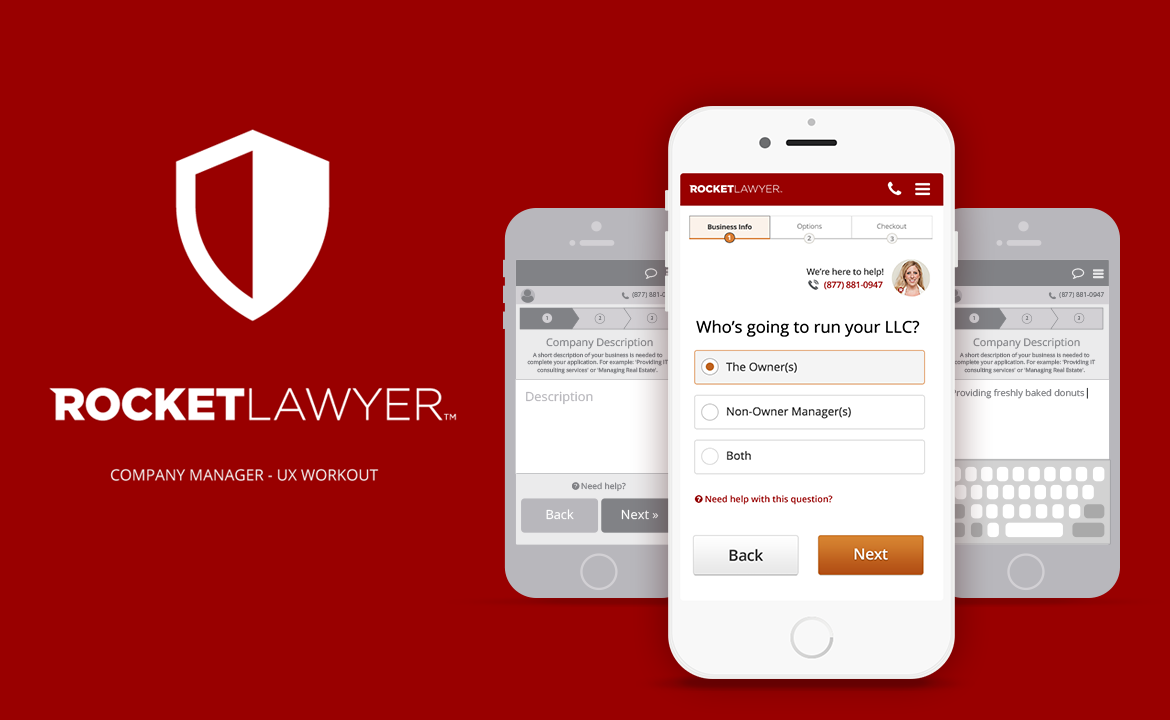 ROCKETLAWYER™
COMPANY MANAGER - UX WORKOUT
(877) 881-0
1
2
3
Company Description
A short description of your business is needed to
complete your application. For example: 'Providing IT
consulting services' or 'Managing Real Estate'.
Description
Need help?
Back
Next »
ROCKETLAWYER.
Business Info
Options
Checkout
1
2
3
We're here to help!
(877) 881-0947
Who's going to run your LLC?
The Owner(s)
Non-Owner Manager(s)
Both
Need help with this question?
Back
Next
(877) 881-0947
1
2
3
Company Description
A short description of your business is needed to
complete your application. For example: 'Providing IT
consulting services' or 'Managing Real Estate'.
Providing freshly baked donuts